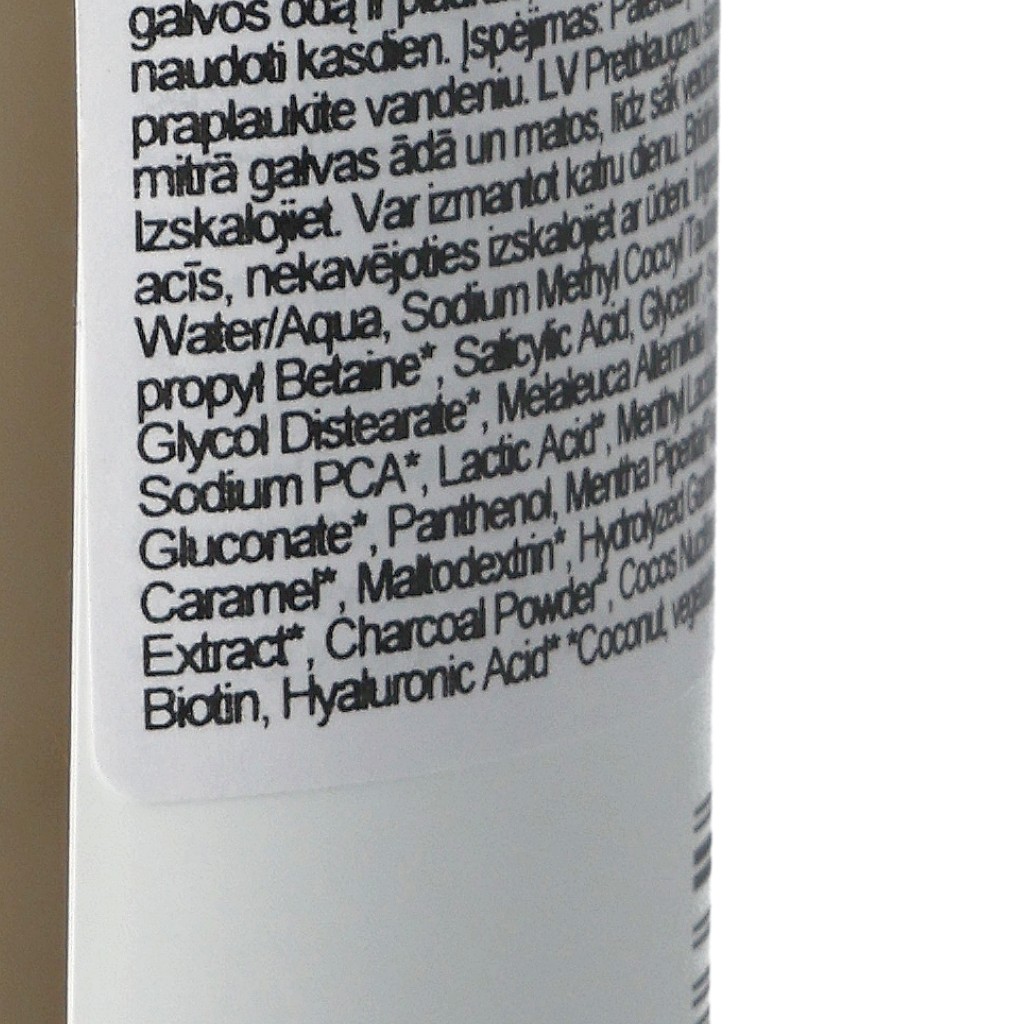 galvos odą ir
naudoti kasdien. Įspėjimas:
praplaukite vandeniu. LV Pretblaugznu
mitrā galvas ādā un matos, līdz sāk
Izskalojiet. Var izmantot katru dienu.
acīs, nekavējoties izskalojiet ar ūdeni.
Water/Aqua, Sodium Methyl Cocoyl
propyl Betaine*, Salicylic Acid, Glycerin*,
Glycol Distearate*, Melaleuca Alternifolia
Sodium PCA*, Lactic Acid*, Menthyl
Gluconate*, Panthenol, Mentha Piperita
Caramel*, Maltodextrin*, Hydrolyzed
Extract*, Charcoal Powder*, Cocos
Biotin, Hyaluronic Acid* *Coconut,